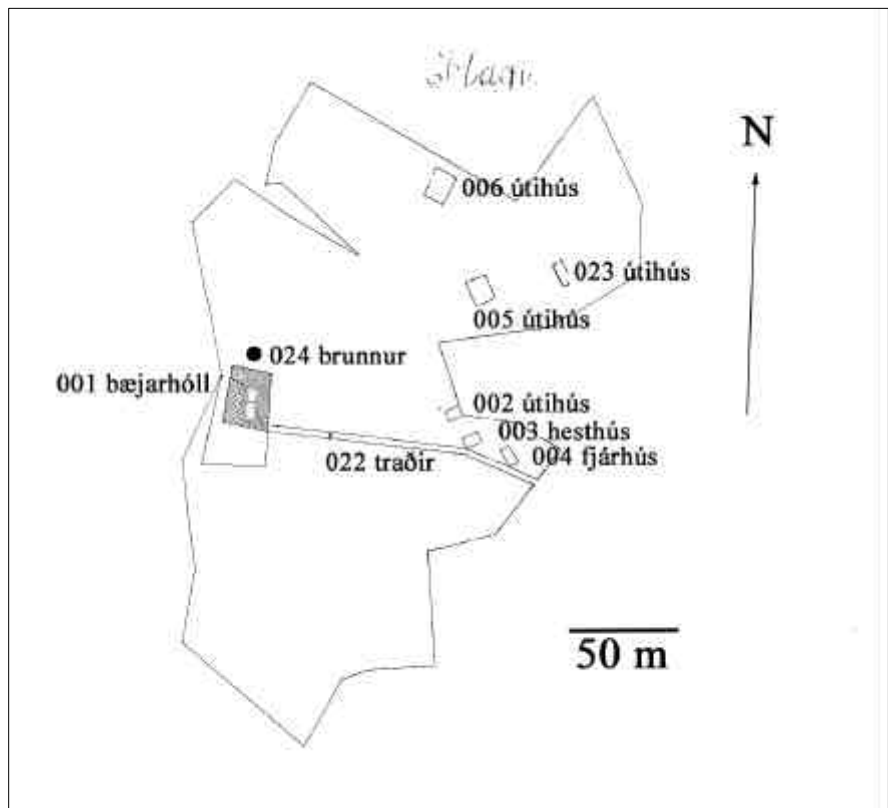 N
006 útihús
023 útihús
005 útihús
024 brunnur
001 bæjarhóll
002 útihús
003 hesthús
004 fjárhús
022 traðir
50 m